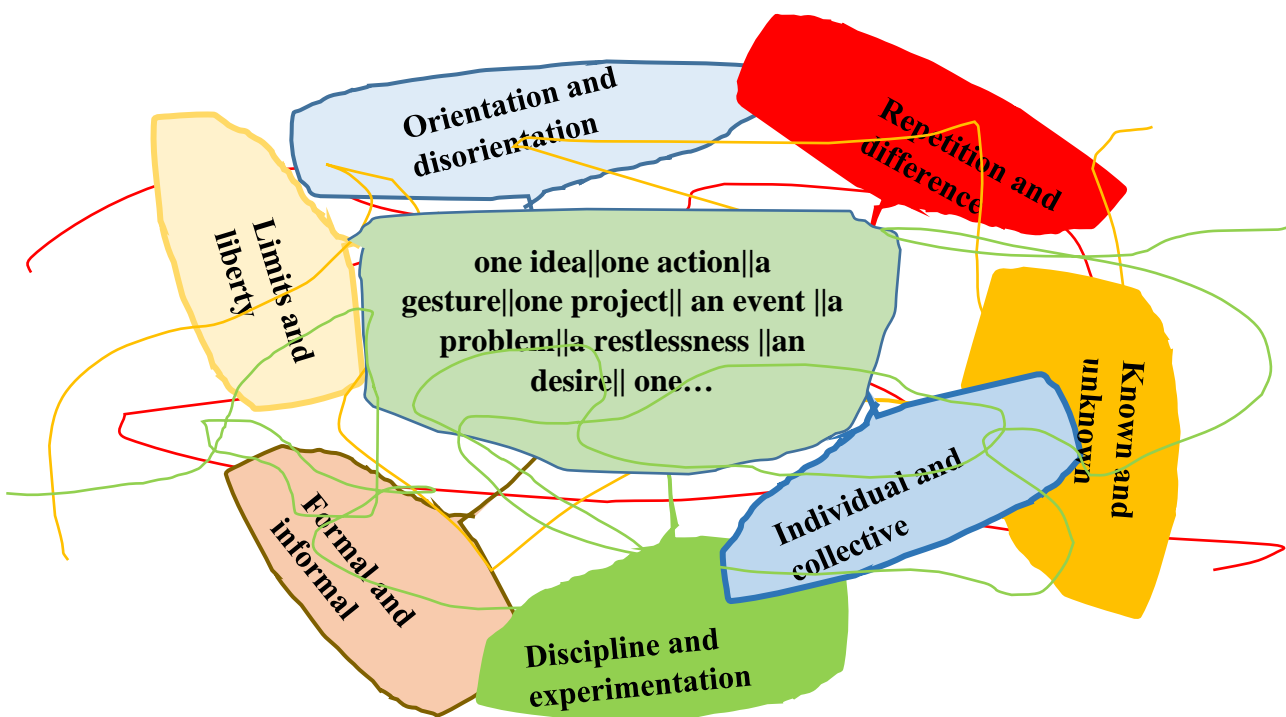 Orientation and
disorientation
Repetition and
difference
Limits and
liberty
one idea||one action||a
gesture||one project|| an event ||a
problem||a restlessness ||an
desire|| one…
Known and
unknown
Individual and
collective
Formal and
informal
Discipline and
experimentation